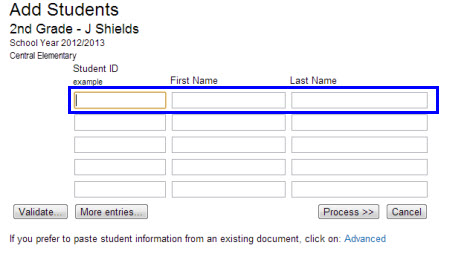 Add Students
2nd Grade - J Shields
School Year 2012/2013
Central Elementary
Student ID
example First Name Last Name
Validate... More entries... Process >> Cancel
If you prefer to paste student information from an existing document, click on: Advanced